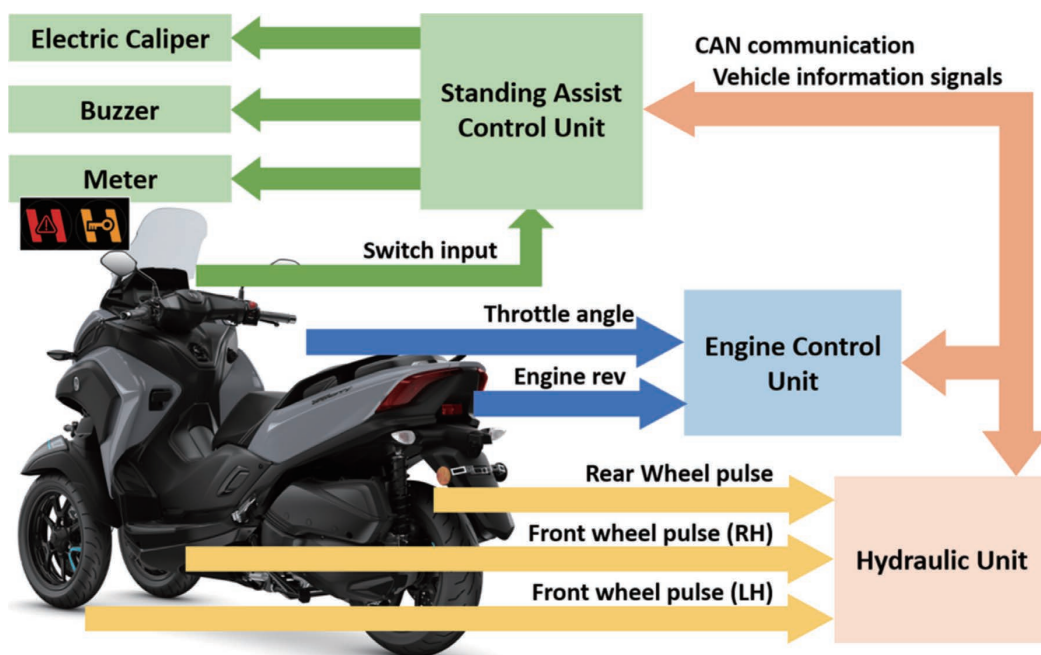 Electric Caliper
Buzzer
Meter
Standing Assist
Control Unit
CAN communication
Vehicle information signals
Switch input
Throttle angle
Engine rev
Engine Control
Unit
Rear Wheel pulse
Front wheel pulse (RH)
Front wheel pulse (LH)
Hydraulic Unit